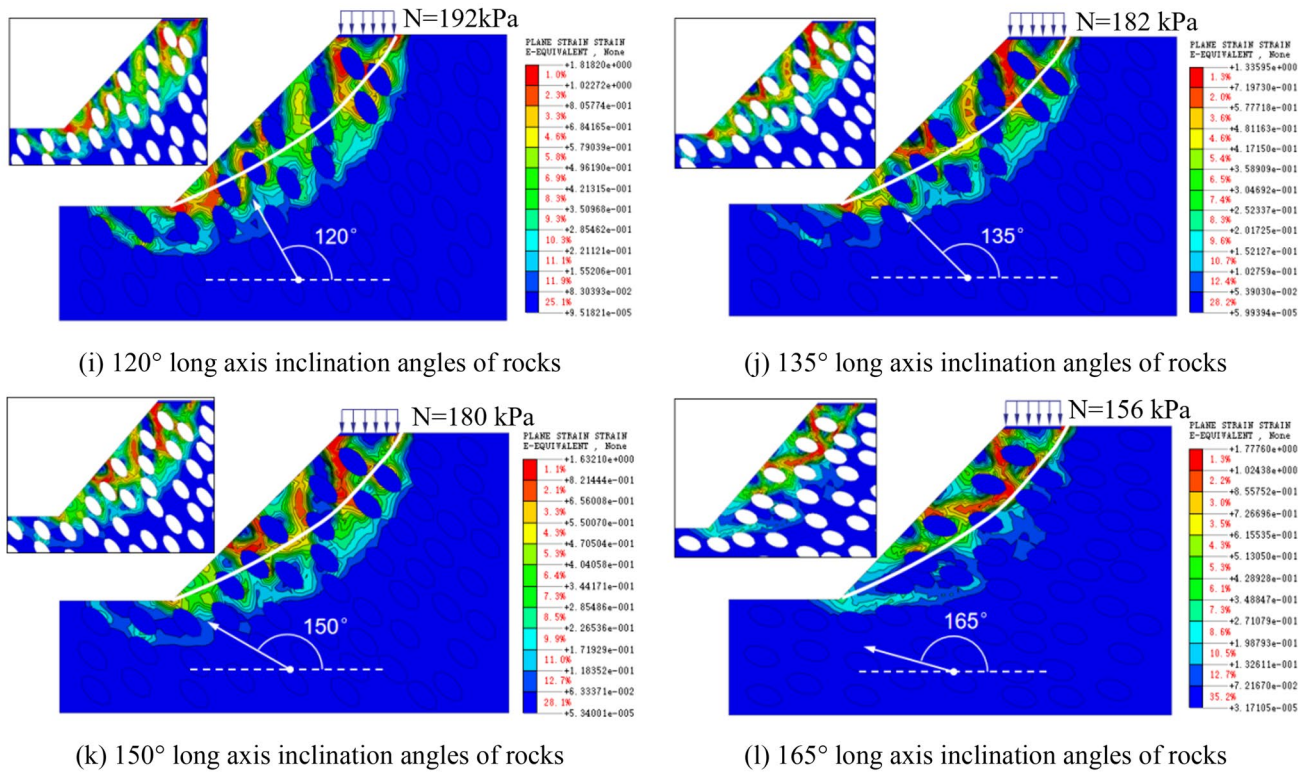 N=192kPa
PLANE STRAIN STRAIN
E-EQUIVALENT , None
+1.81820e+000
1.0%
+1.02272e+000
2.3%
+8.05774e-001
3.3%
+6.84165e-001
4.6%
+5.79039e-001
5.8%
+4.96190e-001
6.9%
+4.21315e-001
8.3%
+3.50968e-001
9.3%
+2.85462e-001
10.3%
+2.21121e-001
11.1%
+1.55206e-001
11.9%
+8.30393e-002
25.1%
+9.51821e-005
120°
(i) 120° long axis inclination angles of rocks
N=182 kPa
PLANE STRAIN STRAIN
E-EQUIVALENT , None
+1.33595e+000
1.3%
+7.19730e-001
2.0%
+5.77718e-001
3.6%
+4.81163e-001
4.6%
+4.17150e-001
5.4%
+3.58909e-001
6.5%
+3.04692e-001
7.4%
+2.52337e-001
8.3%
+2.01725e-001
9.6%
+1.52127e-001
10.7%
+1.02759e-001
12.4%
+5.39030e-002
28.2%
+5.99394e-005
135°
(j) 135° long axis inclination angles of rocks
N=180 kPa
PLANE STRAIN STRAIN
E-EQUIVALENT , None
+1.63210e+000
1.1%
+8.21444e-001
2.1%
+6.56008e-001
3.3%
+5.50070e-001
4.3%
+4.70504e-001
5.3%
+4.04058e-001
6.4%
+3.44171e-001
7.3%
+2.85486e-001
8.5%
+2.26536e-001
9.9%
+1.71929e-001
11.0%
+1.18352e-001
12.7%
+6.33371e-002
28.1%
+5.34001e-005
150°
(k) 150° long axis inclination angles of rocks
N=156 kPa
PLANE STRAIN STRAIN
E-EQUIVALENT , None
+1.77760e+000
1.3%
+1.02438e+000
2.2%
+8.55752e-001
3.0%
+7.26696e-001
3.5%
+6.15535e-001
4.3%
+5.13050e-001
5.3%
+4.28928e-001
6.1%
+3.48847e-001
7.3%
+2.71079e-001
8.6%
+1.98793e-001
10.5%
+1.32611e-001
12.7%
+7.21670e-002
35.2%
+3.17105e-005
165°
(l) 165° long axis inclination angles of rocks